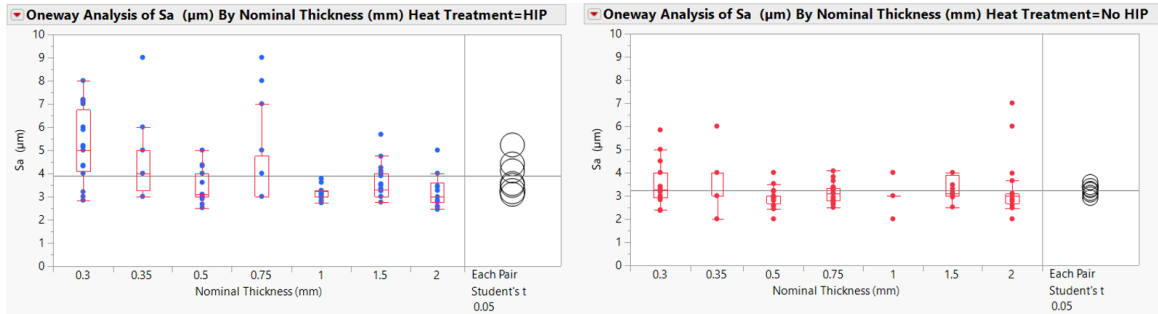 Oneway Analysis of Sa (µm) By Nominal Thickness (mm) Heat Treatment=HIP
10
9
8
7
6
5
4
3
2
1
0
Sa (µm)
0.3 0.35 0.5 0.75 1 1.5 2
Nominal Thickness (mm)
Each Pair
Student's t
0.05
Oneway Analysis of Sa (µm) By Nominal Thickness (mm) Heat Treatment=No HIP
10
9
8
7
6
5
4
3
2
1
0
Sa (µm)
0.3 0.35 0.5 0.75 1 1.5 2
Nominal Thickness (mm)
Each Pair
Student's t
0.05